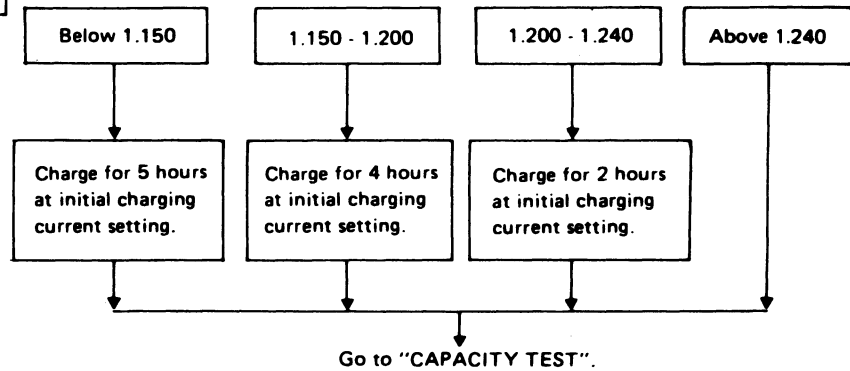 Below 1.150
1.150 - 1.200
1.200 - 1.240
Above 1.240
Charge for 5 hours
at initial charging
current setting.
Charge for 4 hours
at initial charging
current setting.
Charge for 2 hours
at initial charging
current setting.
Go to "CAPACITY TEST".